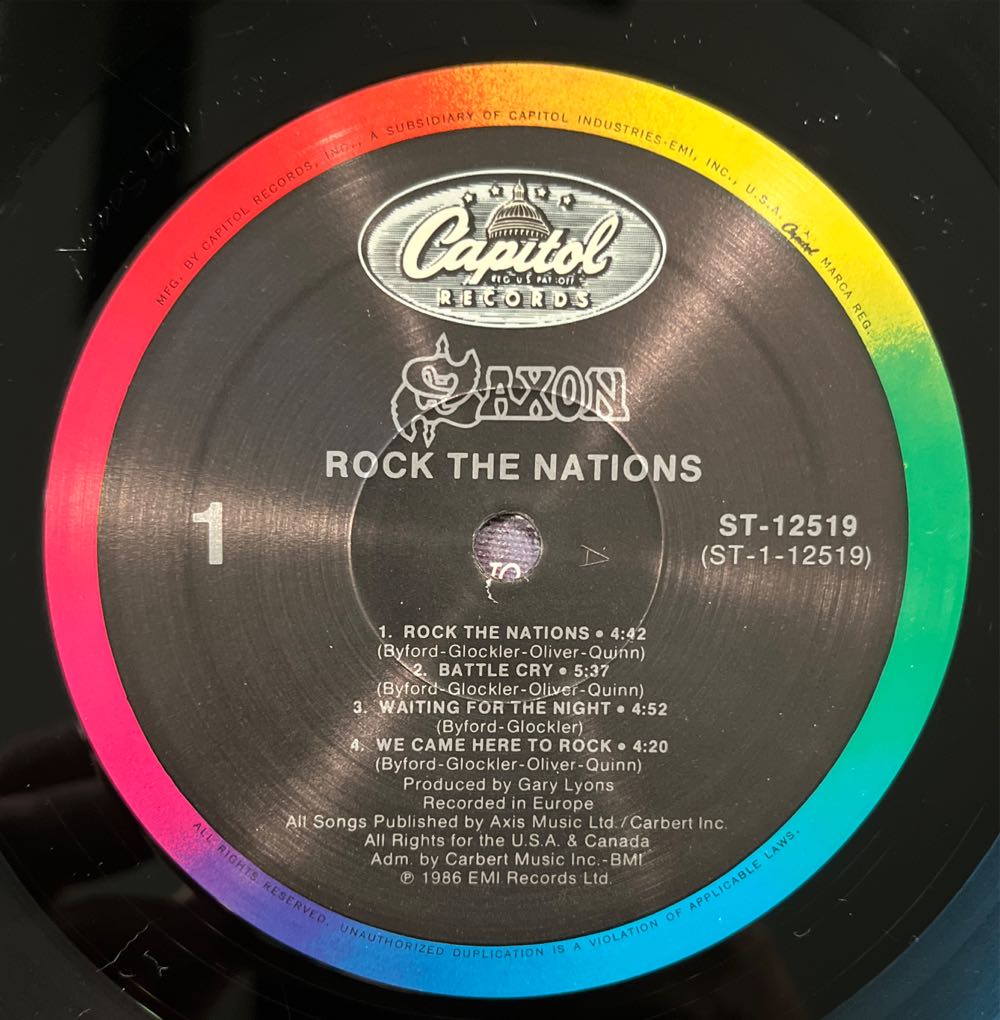 MFG. BY CAPITOL RECORDS, INC., A SUBSIDIARY OF CAPITOL INDUSTRIES-EMI, INC., U.S.A. Capitol MARCA REG.
Capitol
REG. U.S. PAT. OFF.
RECORDS
SAXON
ROCK THE NATIONS
1
ST-12519
(ST-1-12519)
1. ROCK THE NATIONS • 4:42
(Byford-Glockler-Oliver-Quinn)
2. BATTLE CRY • 5:37
(Byford-Glockler-Oliver-Quinn)
3. WAITING FOR THE NIGHT • 4:52
(Byford-Glockler)
4. WE CAME HERE TO ROCK • 4:20
(Byford-Glockler-Oliver-Quinn)
Produced by Gary Lyons
Recorded in Europe
All Songs Published by Axis Music Ltd./Carbert Inc.
All Rights for the U.S.A. & Canada
Adm. by Carbert Music Inc.-BMI
℗ 1986 EMI Records Ltd.
ALL RIGHTS RESERVED. UNAUTHORIZED DUPLICATION IS A VIOLATION OF APPLICABLE LAWS.